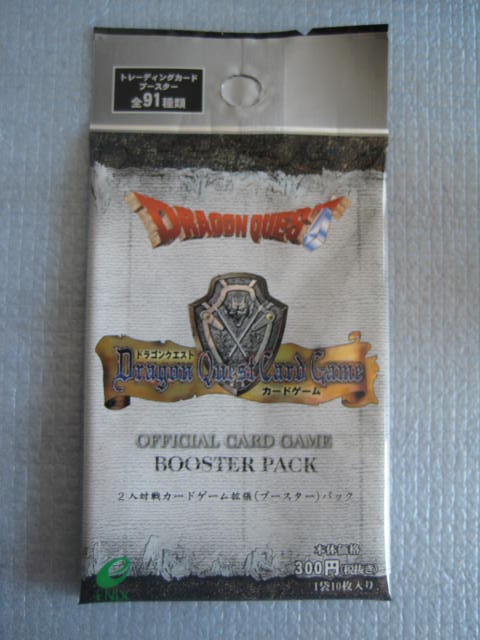 トレーディングカード
ブースター
全91種類
DRAGON QUEST
ドラゴンクエスト
Dragon Quest Card Game
カードゲーム
OFFICIAL CARD GAME
BOOSTER PACK
2人対戦カードゲーム拡張(ブースター)パック
本体価格
300円(税抜き)
1袋10枚入り
ENIX